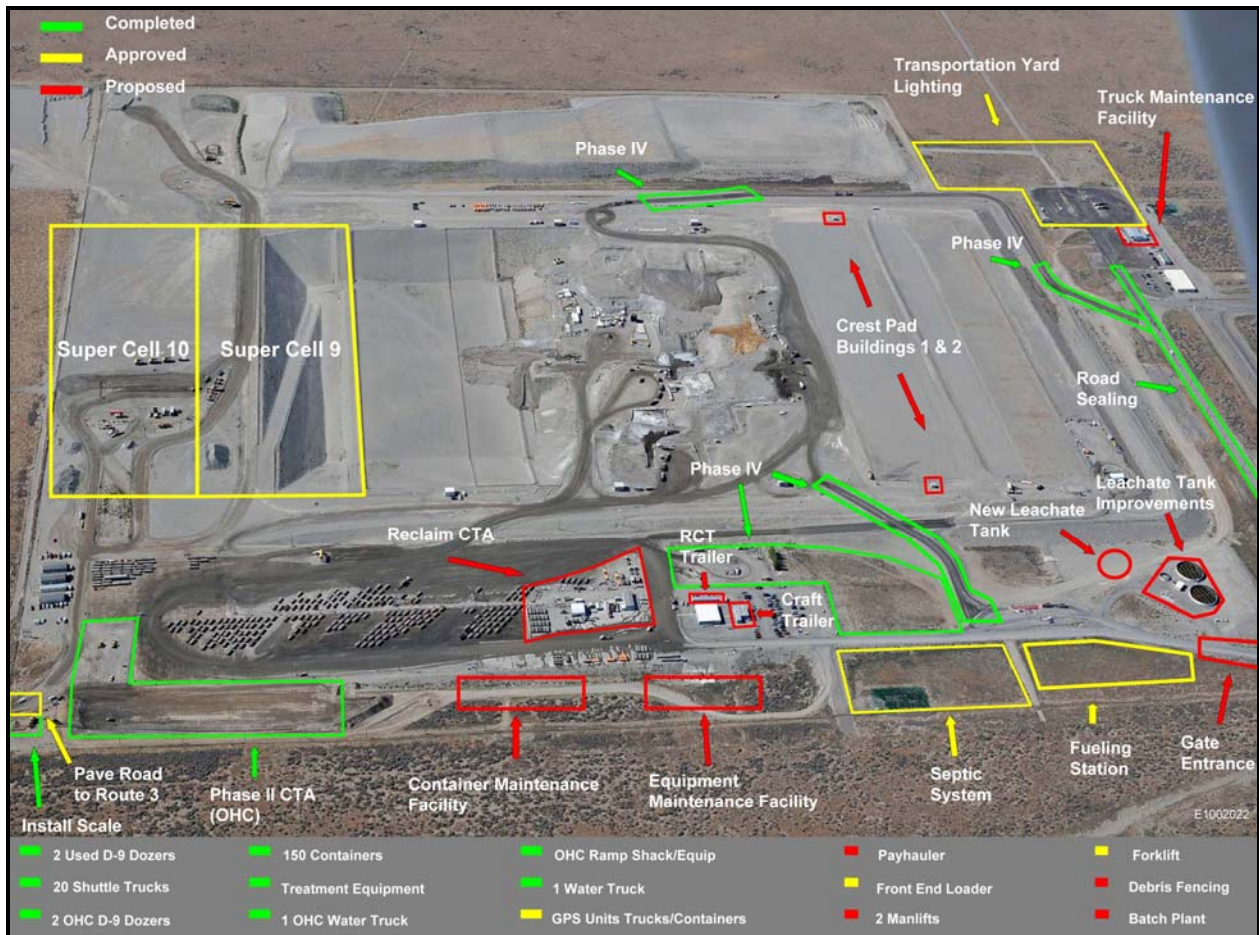 Completed
Approved
Proposed
Transportation Yard
Lighting
Truck Maintenance
Facility
Phase IV
Phase IV
Super Cell 10
Super Cell 9
Crest Pad
Buildings 1 & 2
Road
Sealing
Phase IV
Leachate Tank
Improvements
New Leachate
Tank
Reclaim CTA
RCT
Trailer
Craft
Trailer
Pave Road
to Route 3
Install Scale
Phase II CTA
(OHC)
Container Maintenance
Facility
Equipment
Maintenance Facility
Septic
System
Fueling
Station
Gate
Entrance
E1002022
2 Used D-9 Dozers
150 Containers
OHC Ramp Shack/Equip
Payhauler
Forklift
20 Shuttle Trucks
Treatment Equipment
1 Water Truck
Front End Loader
Debris Fencing
2 OHC D-9 Dozers
1 OHC Water Truck
GPS Units Trucks/Containers
2 Manlifts
Batch Plant